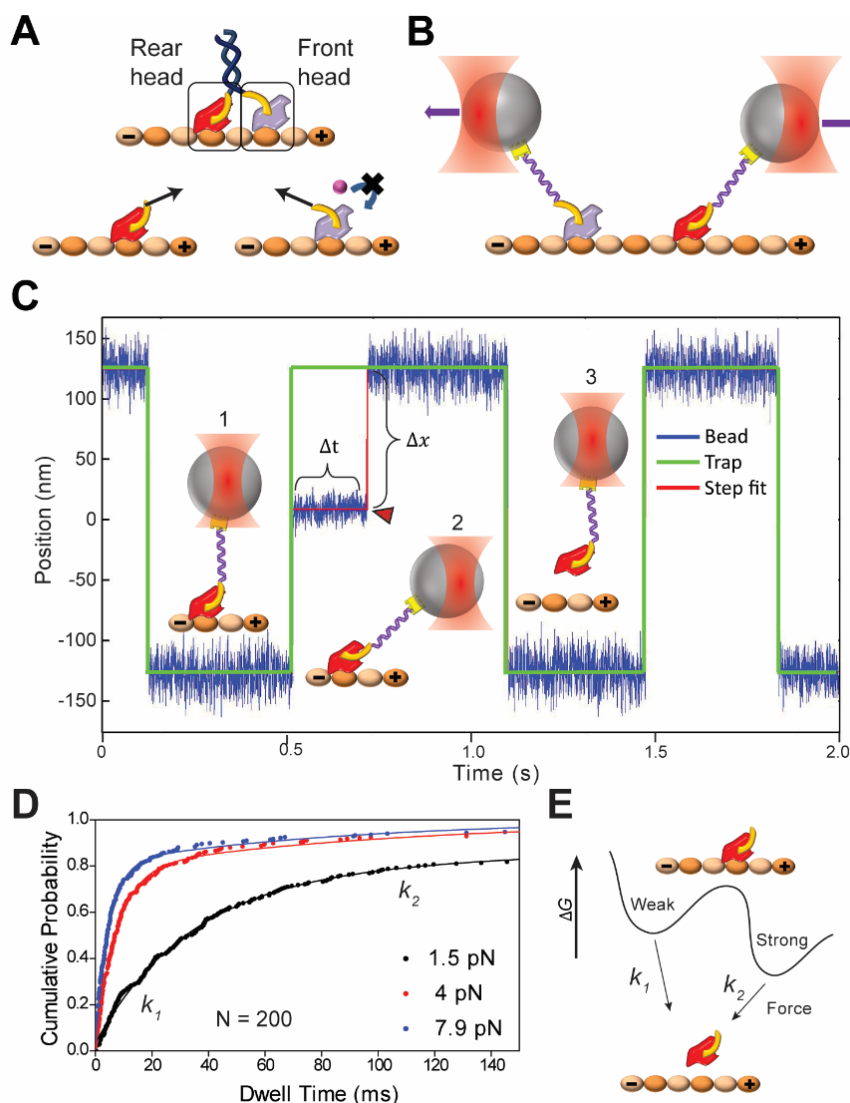 A
Rear head
Front head
− +
− +
− +
B
− +
C
Position (nm)
150
100
50
0
-50
-100
-150
1
Δt
Δx
2
3
Bead
Trap
Step fit
− +
− +
− +
0 0.5 1.0 1.5 2.0
Time (s)
D
Cumulative Probability
1.0
0.8
0.6
0.4
0.2
0.0
k1
k2
N = 200
1.5 pN
4 pN
7.9 pN
0 20 40 60 80 100 120 140
Dwell Time (ms)
E
ΔG
− +
Weak
Strong
k1
k2
Force
− +